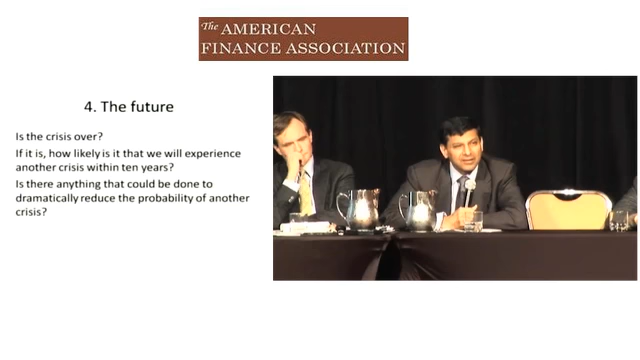 The AMERICAN
FINANCE ASSOCIATION
4. The future
Is the crisis over?
If it is, how likely is it that we will experience
another crisis within ten years?
Is there anything that could be done to
dramatically reduce the probability of another
crisis?